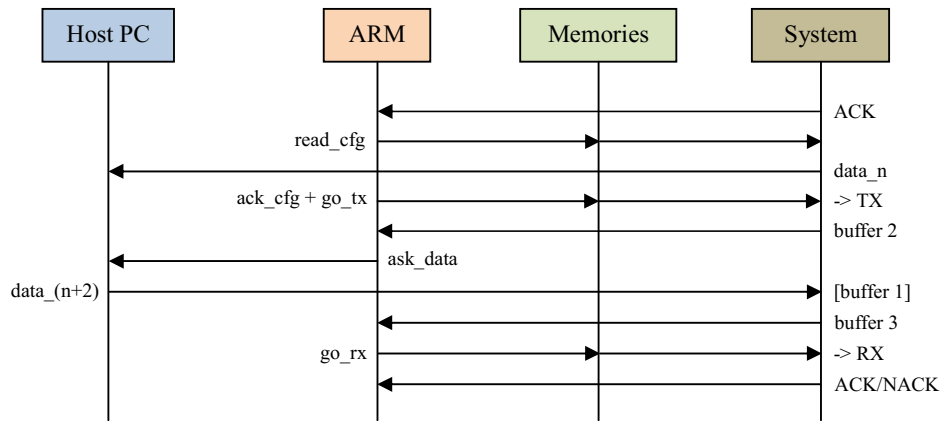 Host PC ARM Memories System
ACK
read_cfg
data_n
ack_cfg + go_tx -> TX
buffer 2
ask_data
data_(n+2) [buffer 1]
buffer 3
go_rx -> RX
ACK/NACK